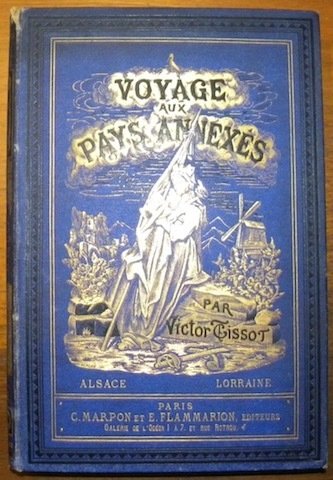 VOYAGE
AUX
PAYS ANNEXÉS
PAR
Victor Tissot
ALSACE LORRAINE
PARIS
C. MARPON ET E. FLAMMARION, EDITEURS
GALERIE DE L'ODÉON 1 A 7. ET RUE ROTROU, 4